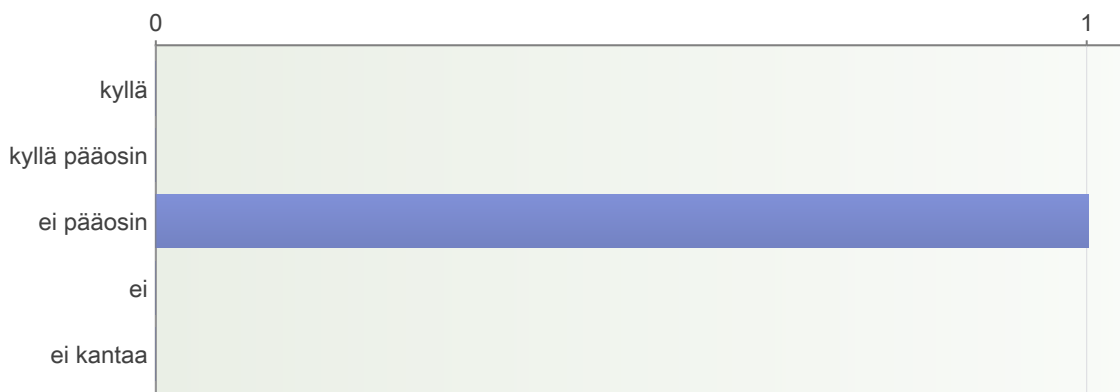 0 1
kyllä
kyllä pääosin
ei pääosin
ei
ei kantaa